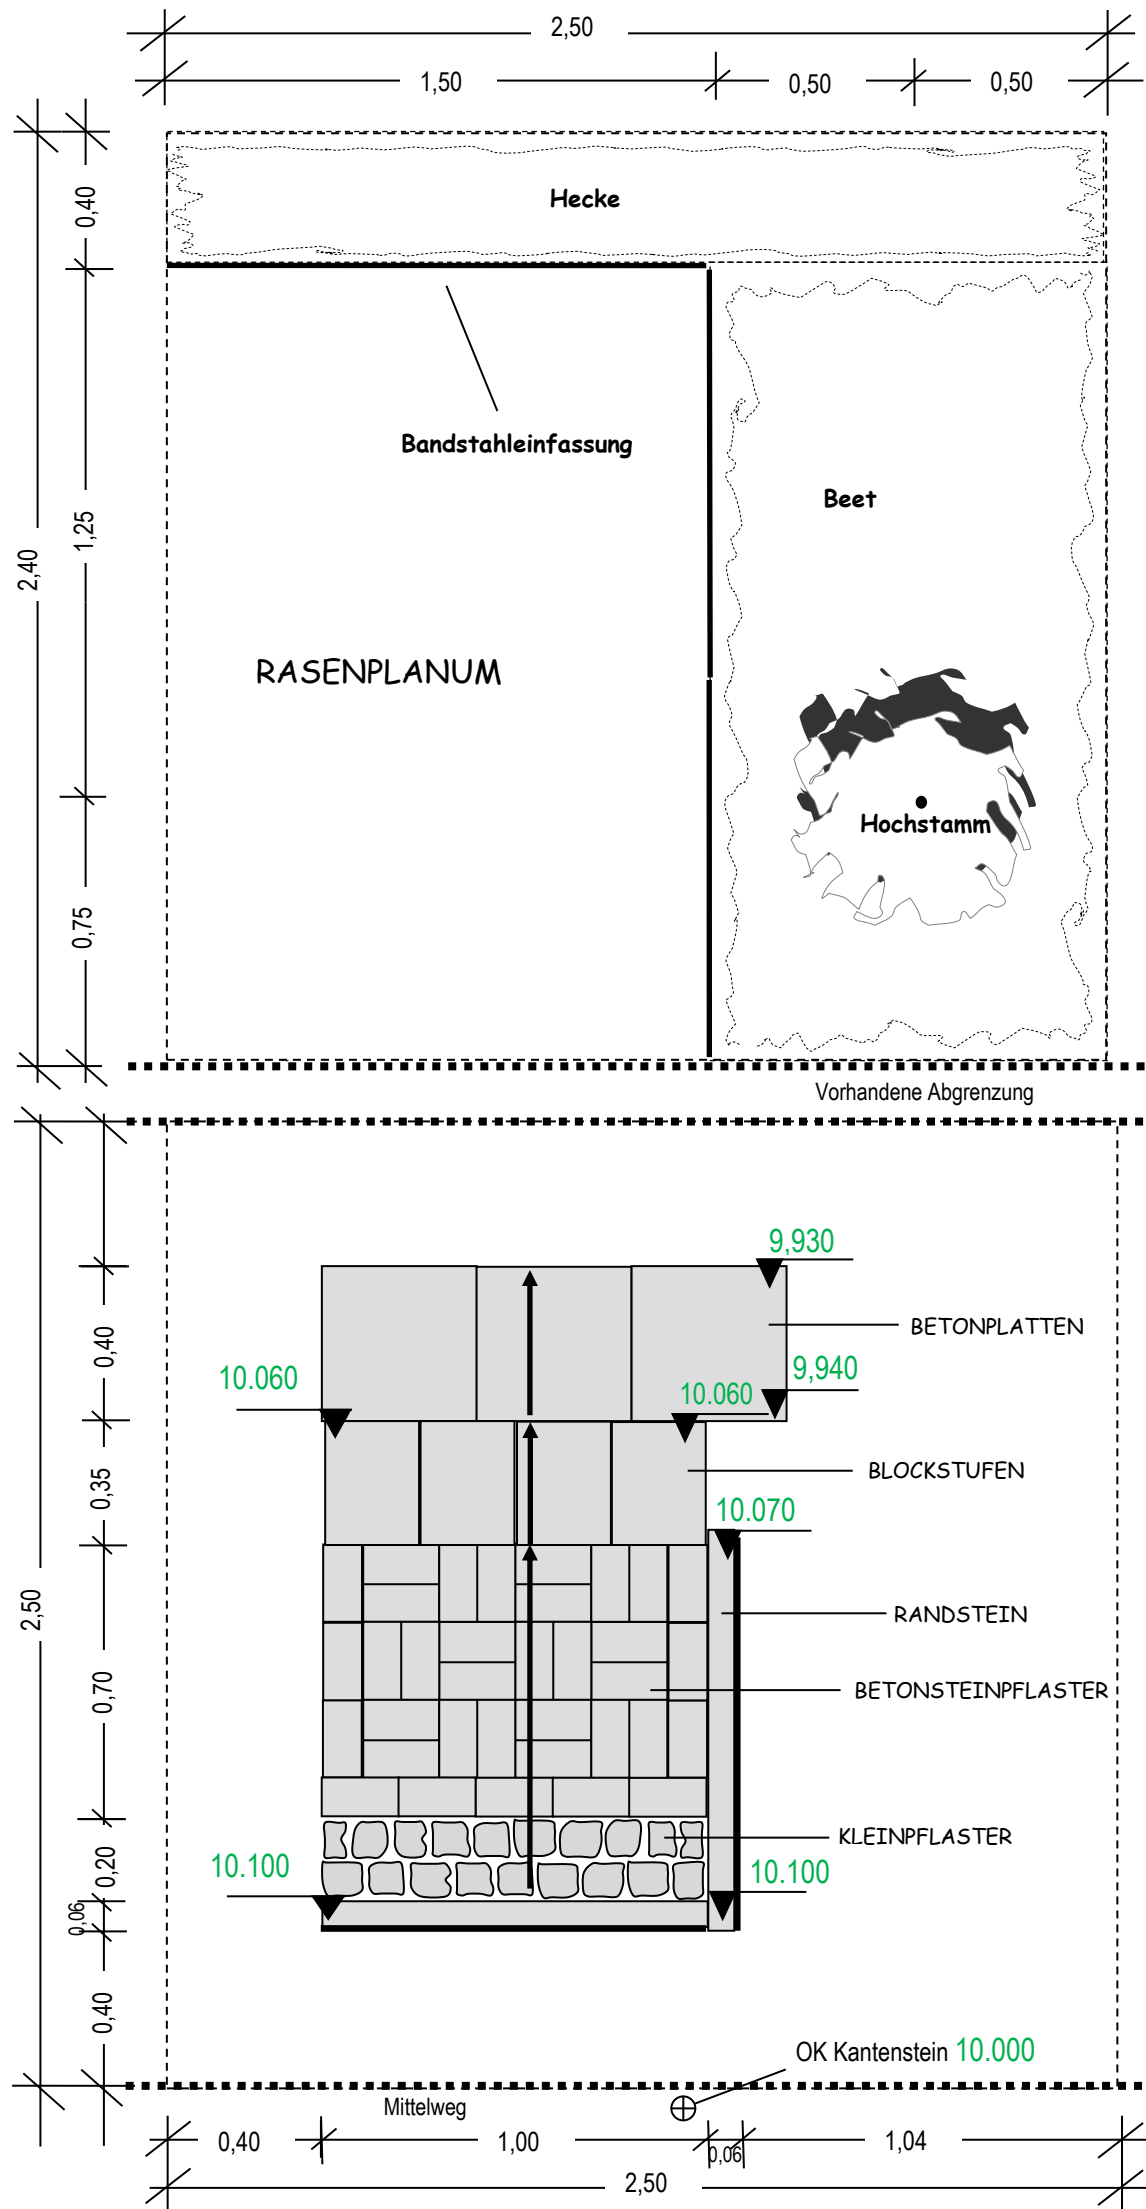 2,50
1,50
0,50
0,50
0,40
Hecke
Bandstahleinfassung
Beet
1,25
2,40
RASENPLANUM
Hochstamm
0,75
Vorhandene Abgrenzung
9,930
BETONPLATTEN
0,40
10.060
9,940
10.060
BLOCKSTUFEN
0,35
10.070
2,50
RANDSTEIN
0,70
BETONSTEINPFLASTER
KLEINPFLASTER
0,20
10.100
10.100
0,06
0,40
OK Kantenstein 10.000
Mittelweg
0,40
1,00
0,06
1,04
2,50